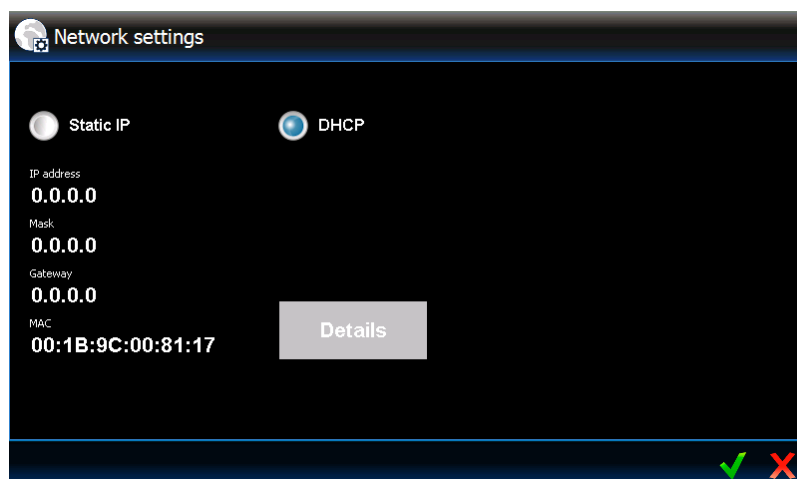 Network settings
Static IP
DHCP
IP address
0.0.0.0
Mask
0.0.0.0
Gateway
0.0.0.0
MAC
00:1B:9C:00:81:17
Details